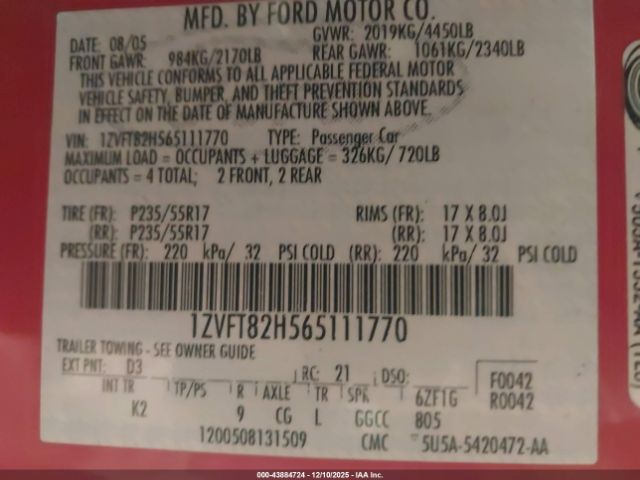 MFD. BY FORD MOTOR CO.
DATE: 08/05 GVWR: 2019KG/4450LB
FRONT GAWR: 984KG/2170LB REAR GAWR: 1061KG/2340LB
THIS VEHICLE CONFORMS TO ALL APPLICABLE FEDERAL MOTOR
VEHICLE SAFETY, BUMPER, AND THEFT PREVENTION STANDARDS
IN EFFECT ON THE DATE OF MANUFACTURE SHOWN ABOVE.
VIN: 1ZVFT82H565111770 TYPE: Passenger Car
MAXIMUM LOAD = OCCUPANTS + LUGGAGE = 326KG/720LB
OCCUPANTS = 4 TOTAL; 2 FRONT, 2 REAR
TIRE (FR): P235/55R17 RIMS (FR): 17 X 8.0J
(RR): P235/55R17 (RR): 17 X 8.0J
PRESSURE (FR): 220 kPa/ 32 PSI COLD (RR): 220 kPa/ 32 PSI COLD
1ZVFT82H565111770
TRAILER TOWING - SEE OWNER GUIDE
EXT PNT: D3 RC: 21 DSO: F0042
INT TR TP/PS R AXLE TR SPR 6ZF1G R0042
K2 9 CG L GGCC 805
1200508131509 CMC 5U5A-5420472-AA
000-43884724 - 12/10/2025 - IAA Inc.